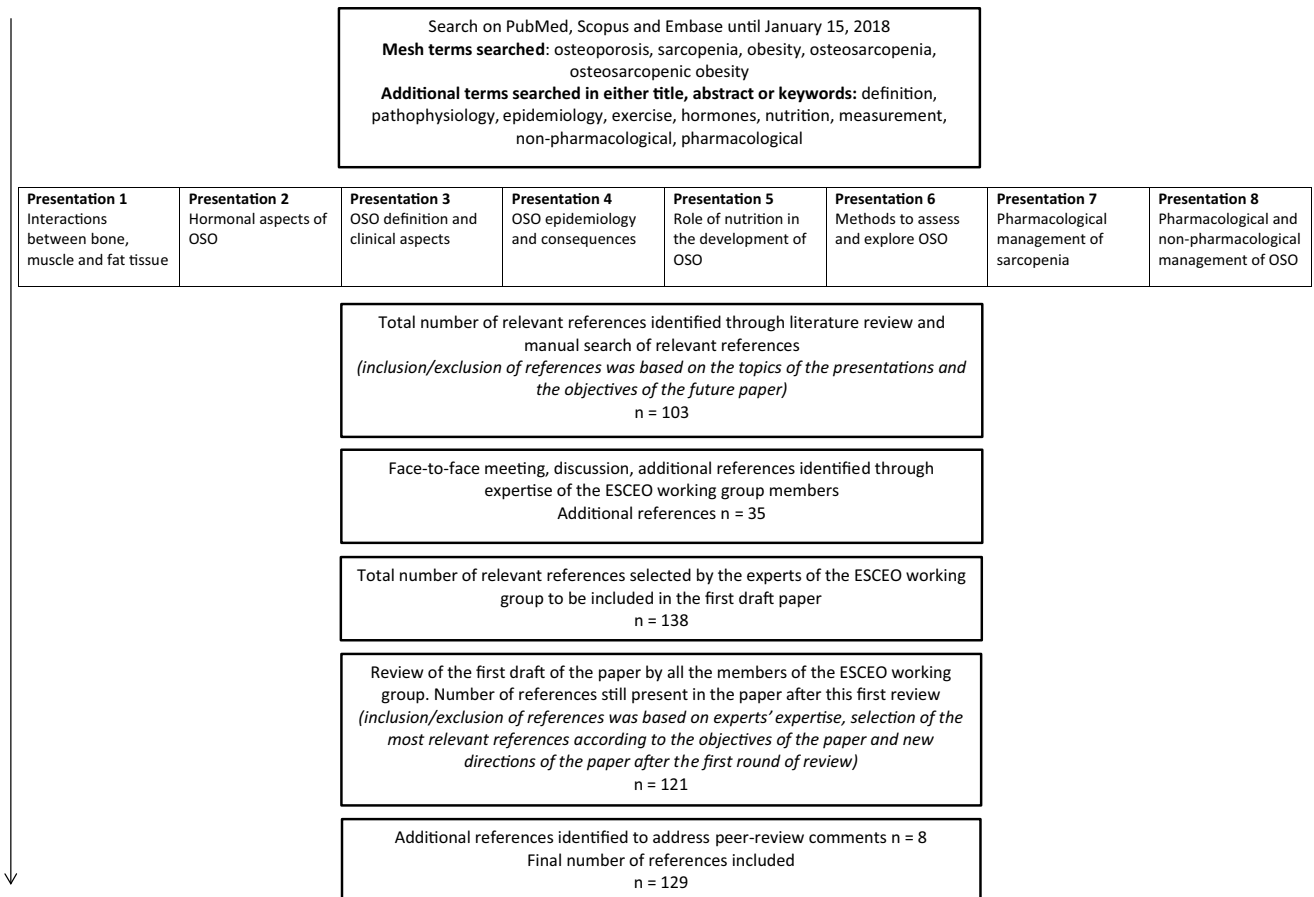 Search on PubMed, Scopus and Embase until January 15, 2018
Mesh terms searched: osteoporosis, sarcopenia, obesity, osteosarcopenia,
osteosarcopenic obesity
Additional terms searched in either title, abstract or keywords: definition,
pathophysiology, epidemiology, exercise, hormones, nutrition, measurement,
non-pharmacological, pharmacological
Presentation 1
Interactions
between bone,
muscle and fat tissue
Presentation 2
Hormonal aspects of
OSO
Presentation 3
OSO definition and
clinical aspects
Presentation 4
OSO epidemiology
and consequences
Presentation 5
Role of nutrition in
the development of
OSO
Presentation 6
Methods to assess
and explore OSO
Presentation 7
Pharmacological
management of
sarcopenia
Presentation 8
Pharmacological and
non-pharmacological
management of OSO
Total number of relevant references identified through literature review and
manual search of relevant references
(inclusion/exclusion of references was based on the topics of the presentations and
the objectives of the future paper)
n = 103
Face-to-face meeting, discussion, additional references identified through
expertise of the ESCEO working group members
Additional references n = 35
Total number of relevant references selected by the experts of the ESCEO working
group to be included in the first draft paper
n = 138
Review of the first draft of the paper by all the members of the ESCEO working
group. Number of references still present in the paper after this first review
(inclusion/exclusion of references was based on experts' expertise, selection of the
most relevant references according to the objectives of the paper and new
directions of the paper after the first round of review)
n = 121
Additional references identified to address peer-review comments n = 8
Final number of references included
n = 129